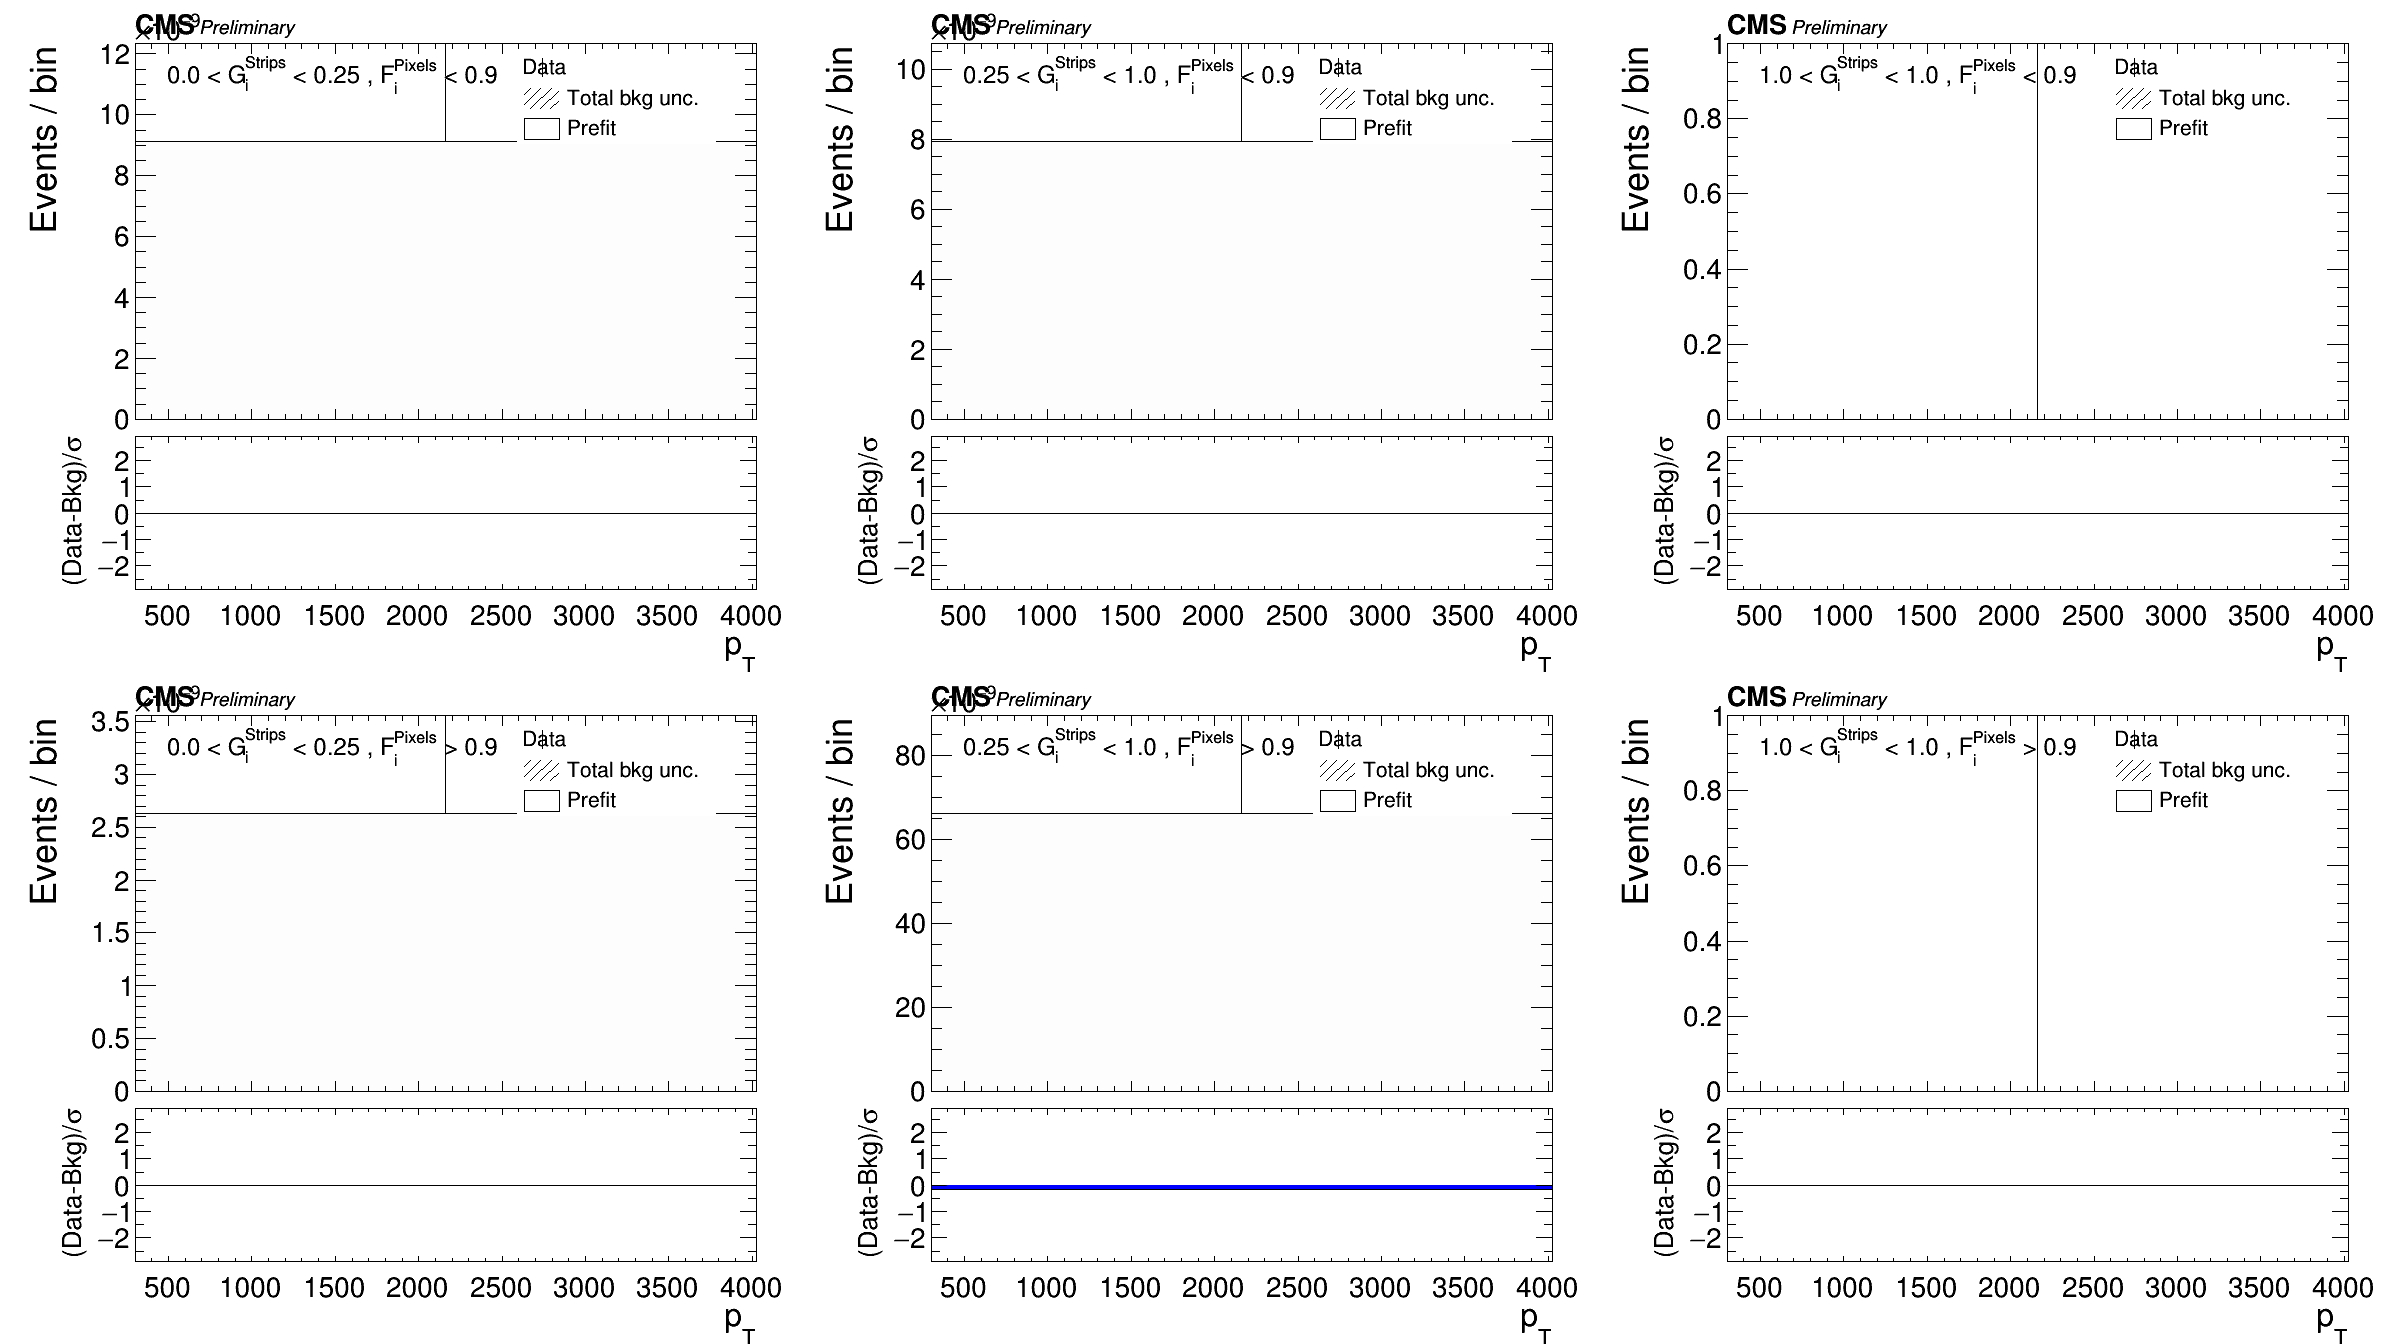 CMS Preliminary
×10^9
Events / bin
0.0 < G_i^Strips < 0.25 , F_i^Pixels < 0.9
Data
Total bkg unc.
Prefit
12
10
8
6
4
2
0
(Data-Bkg)/σ
2
1
0
−1
−2
500 1000 1500 2000 2500 3000 3500 4000
p_T
CMS Preliminary
×10^9
Events / bin
0.25 < G_i^Strips < 1.0 , F_i^Pixels < 0.9
Data
Total bkg unc.
Prefit
10
8
6
4
2
0
(Data-Bkg)/σ
2
1
0
−1
−2
500 1000 1500 2000 2500 3000 3500 4000
p_T
CMS Preliminary
Events / bin
1.0 < G_i^Strips < 1.0 , F_i^Pixels < 0.9
Data
Total bkg unc.
Prefit
1
0.8
0.6
0.4
0.2
0
(Data-Bkg)/σ
2
1
0
−1
−2
500 1000 1500 2000 2500 3000 3500 4000
p_T
CMS Preliminary
×10^9
Events / bin
0.0 < G_i^Strips < 0.25 , F_i^Pixels > 0.9
Data
Total bkg unc.
Prefit
3.5
3
2.5
2
1.5
1
0.5
0
(Data-Bkg)/σ
2
1
0
−1
−2
500 1000 1500 2000 2500 3000 3500 4000
p_T
CMS Preliminary
×10^9
Events / bin
0.25 < G_i^Strips < 1.0 , F_i^Pixels > 0.9
Data
Total bkg unc.
Prefit
80
60
40
20
0
(Data-Bkg)/σ
2
1
0
−1
−2
500 1000 1500 2000 2500 3000 3500 4000
p_T
CMS Preliminary
Events / bin
1.0 < G_i^Strips < 1.0 , F_i^Pixels > 0.9
Data
Total bkg unc.
Prefit
1
0.8
0.6
0.4
0.2
0
(Data-Bkg)/σ
2
1
0
−1
−2
500 1000 1500 2000 2500 3000 3500 4000
p_T